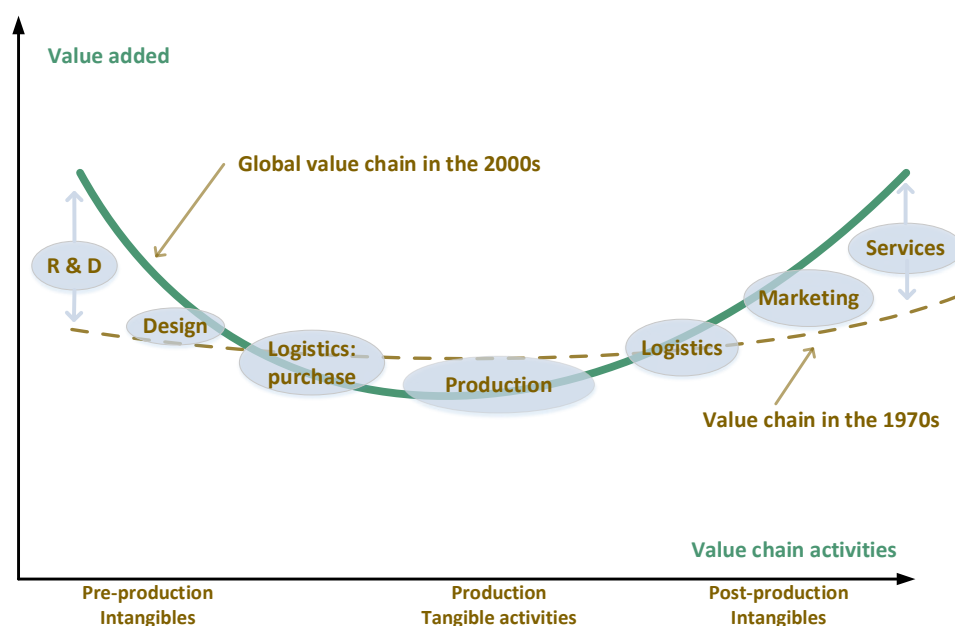 Value added
Global value chain in the 2000s
R & D
Services
Design
Marketing
Logistics:
purchase
Logistics
Production
Value chain in the 1970s
Value chain activities
Pre-production
Intangibles
Production
Tangible activities
Post-production
Intangibles